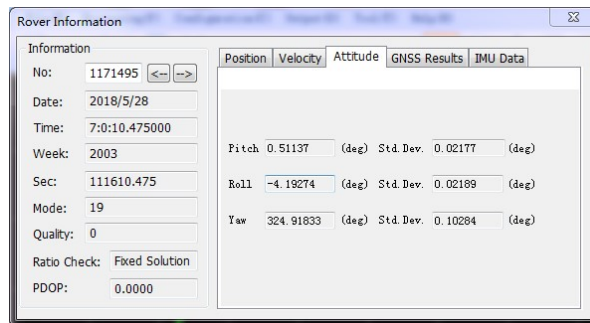 Rover Information
Information
No: 1171495 <-- -->
Date: 2018/5/28
Time: 7:0:10.475000
Week: 2003
Sec: 111610.475
Mode: 19
Quality: 0
Ratio Check: Fixed Solution
PDOP: 0.0000
Position Velocity Attitude GNSS Results IMU Data
Pitch 0.51137 (deg) Std.Dev. 0.02177 (deg)
Roll -4.19274 (deg) Std.Dev. 0.02189 (deg)
Yaw 324.91833 (deg) Std.Dev. 0.10284 (deg)